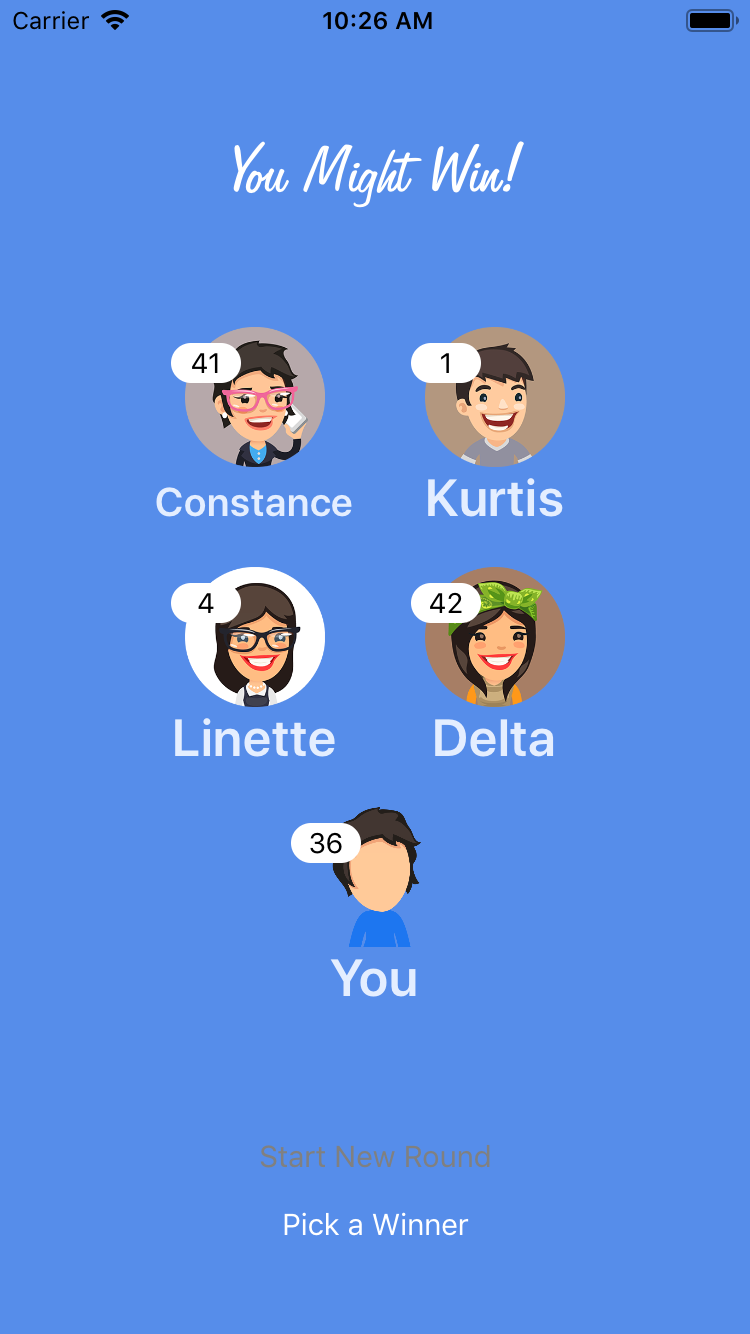 Carrier 10:26 AM
You Might Win!
41 1
Constance Kurtis
4 42
Linette Delta
36
You
Start New Round
Pick a Winner